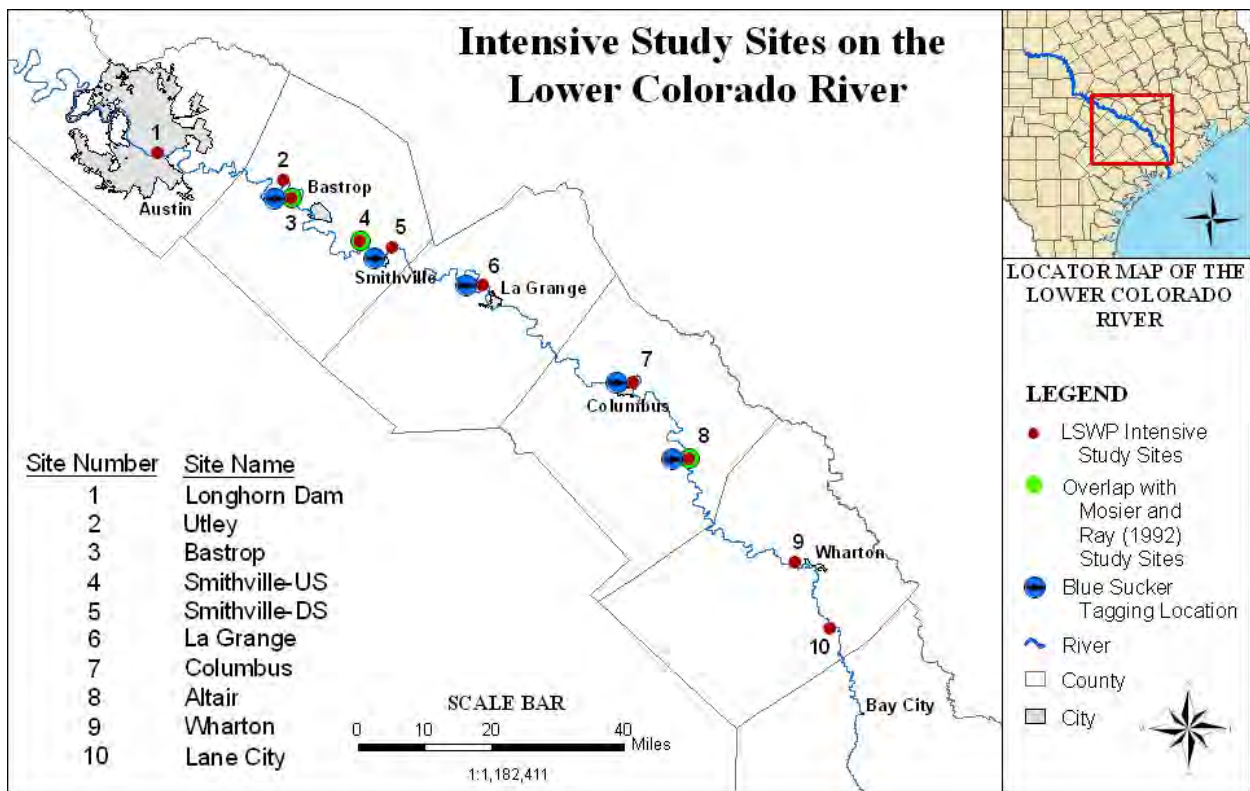 Intensive Study Sites on the
Lower Colorado River
1
2
Bastrop
Austin
3
4
5
Smithville
6
La Grange
7
Columbus
8
9
Wharton
10
Bay City
Site Number Site Name
1 Longhorn Dam
2 Utley
3 Bastrop
4 Smithville-US
5 Smithville-DS
6 La Grange
7 Columbus
8 Altair
9 Wharton
10 Lane City
SCALE BAR
0 10 20 40
Miles
1:1,182,411
N
LOCATOR MAP OF THE
LOWER COLORADO
RIVER
LEGEND
LSWP Intensive
Study Sites
Overlap with
Mosier and
Ray (1992)
Study Sites
Blue Sucker
Tagging Location
River
County
City
N
W
E
S